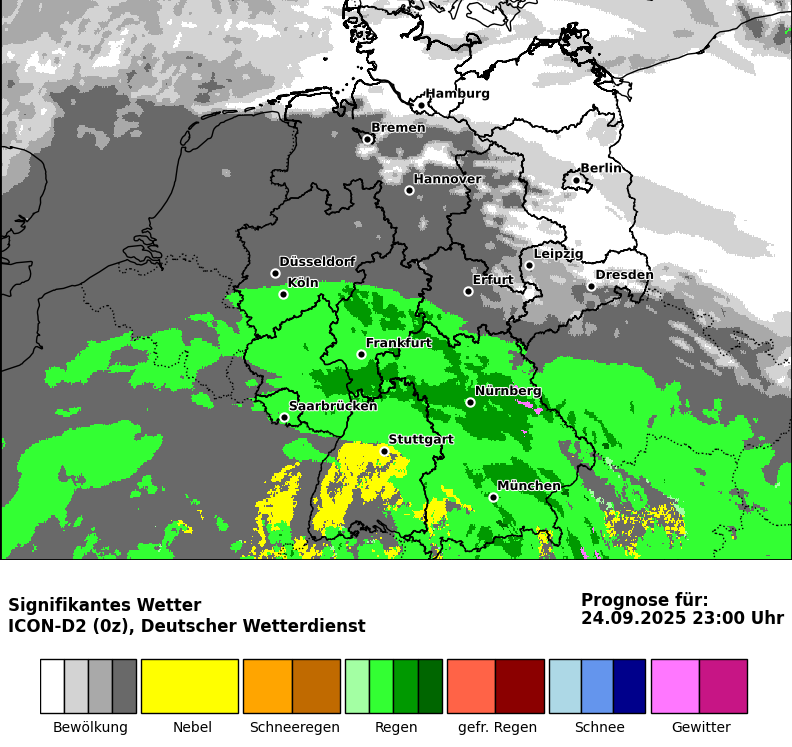 Hamburg
Bremen
Berlin
Hannover
Leipzig
Düsseldorf
Dresden
Köln
Erfurt
Frankfurt
Nürnberg
Saarbrücken
Stuttgart
München
Signifikantes Wetter
ICON-D2 (0z), Deutscher Wetterdienst
Prognose für:
24.09.2025 23:00 Uhr
Bewölkung
Nebel
Schneeregen
Regen
gefr. Regen
Schnee
Gewitter